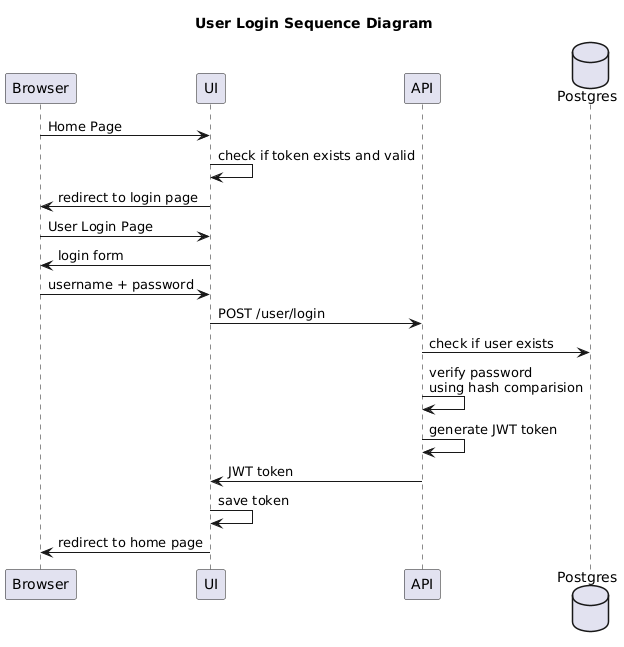 User Login Sequence Diagram
Postgres
Browser
UI
API
Home Page
check if token exists and valid
redirect to login page
User Login Page
login form
username + password
POST /user/login
check if user exists
verify password
using hash comparision
generate JWT token
JWT token
save token
redirect to home page
Browser
UI
API
Postgres